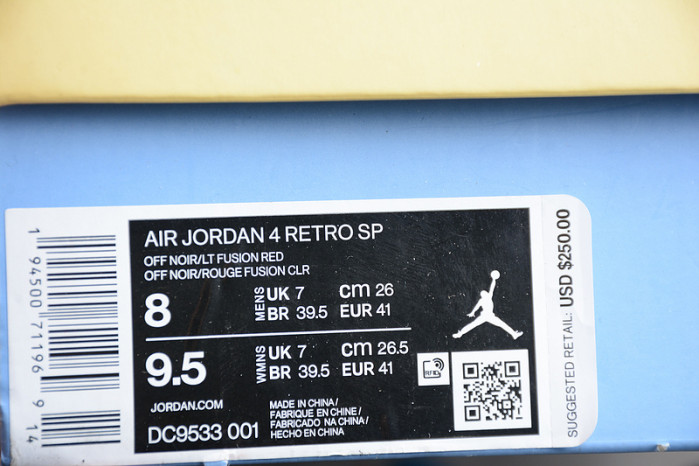 AIR JORDAN 4 RETRO SP
OFF NOIR/LT FUSION RED
OFF NOIR/ROUGE FUSION CLR
8 MENS UK 7 cm 26
BR 39.5 EUR 41
9.5 WMNS UK 7 cm 26.5
BR 39.5 EUR 41
RFID
JORDAN.COM
DC9533 001
MADE IN CHINA/
FABRIQUE EN CHINE/
FABRICADO NA CHINA/
HECHO EN CHINA
1 94500 71196 9 14
SUGGESTED RETAIL: USD $250.00